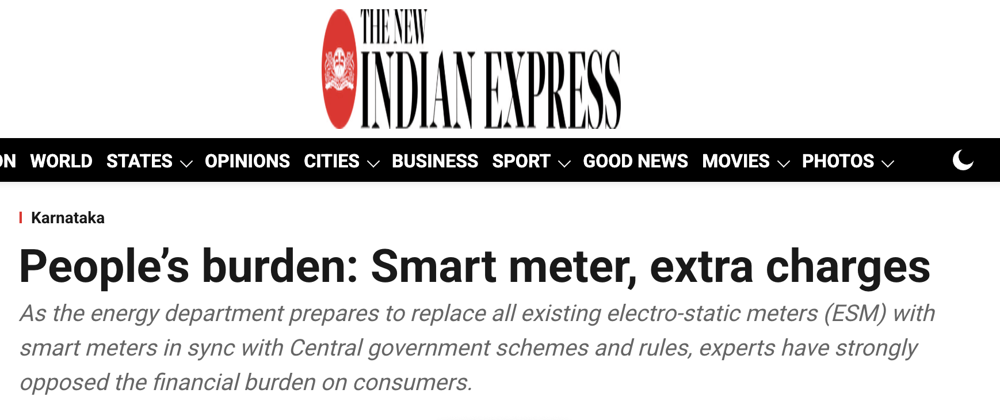 THE NEW
INDIAN EXPRESS
ON WORLD STATES OPINIONS CITIES BUSINESS SPORT GOOD NEWS MOVIES PHOTOS
Karnataka
People’s burden: Smart meter, extra charges
As the energy department prepares to replace all existing electro-static meters (ESM) with
smart meters in sync with Central government schemes and rules, experts have strongly
opposed the financial burden on consumers.